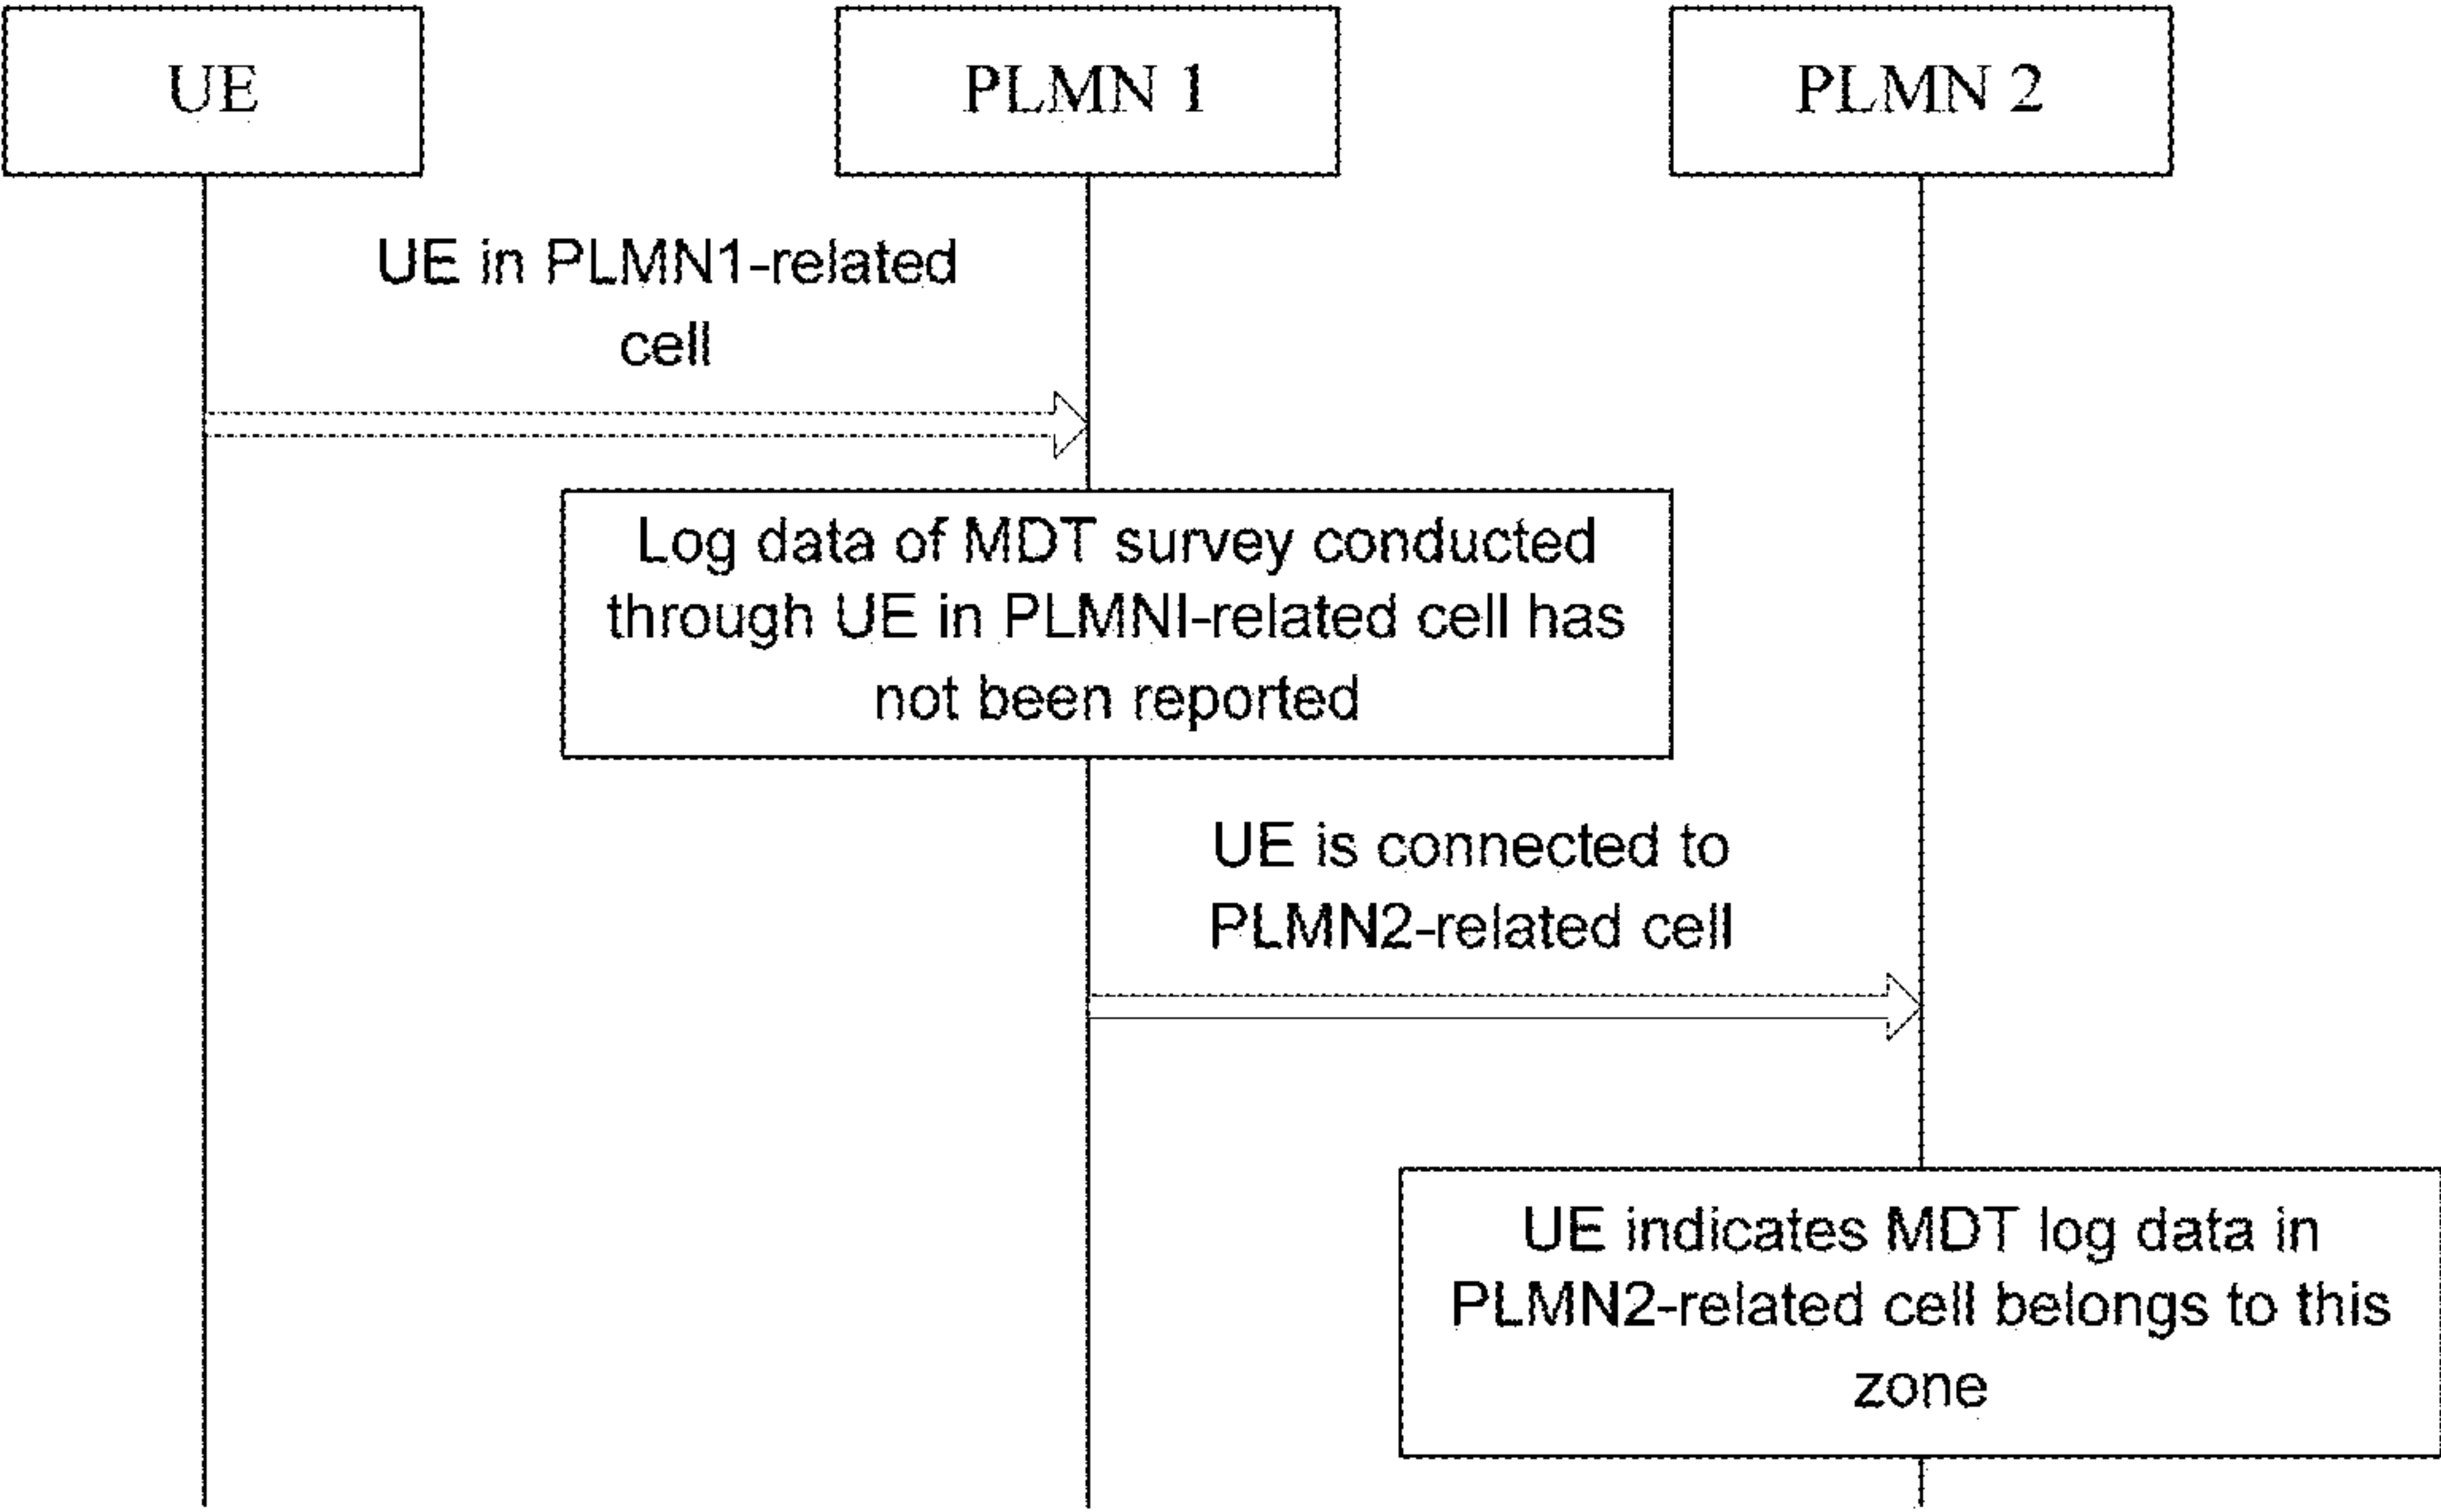 UE
PLMN 1
PLMN 2
UE in PLMN1-related
cell
Log data of MDT survey conducted
through UE in PLMNI-related cell has
not been reported
UE is connected to
PLMN2-related cell
UE indicates MDT log data in
PLMN2-related cell belongs to this
zone